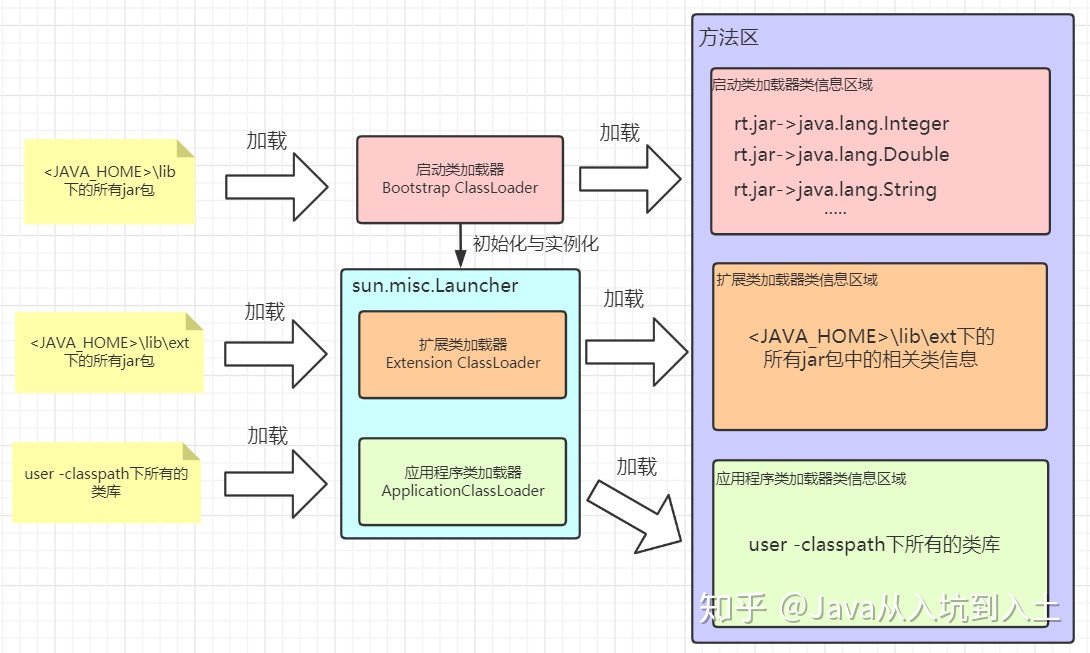 方法区
启动类加载器类信息区域
rt.jar->java.lang.Integer
rt.jar->java.lang.Double
rt.jar->java.lang.String
.....
加载
加载
<JAVA_HOME>\lib
下的所有jar包
启动类加载器
Bootstrap ClassLoader
初始化与实例化
sun.misc.Launcher
扩展类加载器类信息区域
加载
加载
<JAVA_HOME>\lib\ext
下的所有jar包
扩展类加载器
Extension ClassLoader
<JAVA_HOME>\lib\ext下的
所有jar包中的相关类信息
加载
加载
user -classpath下所有的
类库
应用程序类加载器
ApplicationClassLoader
应用程序类加载器类信息区域
user -classpath下所有的类库
知乎 @Java从入坑到入土